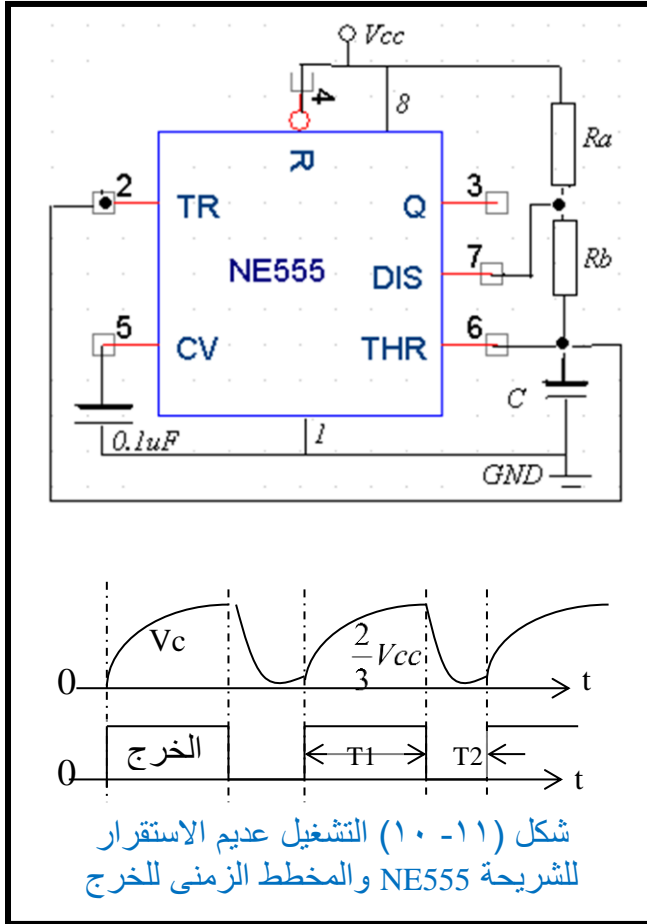 Vcc
4
8
R
Ra
2
TR
Q
3
NE555
DIS
7
Rb
5
CV
THR
6
C
0.1uF
1
GND
Vc
2/3 Vcc
0
t
الخرج
T1
T2
0
t
شكل (١١- ١٠) التشغيل عديم الاستقرار
للشريحة NE555 والمخطط الزمنى للخرج